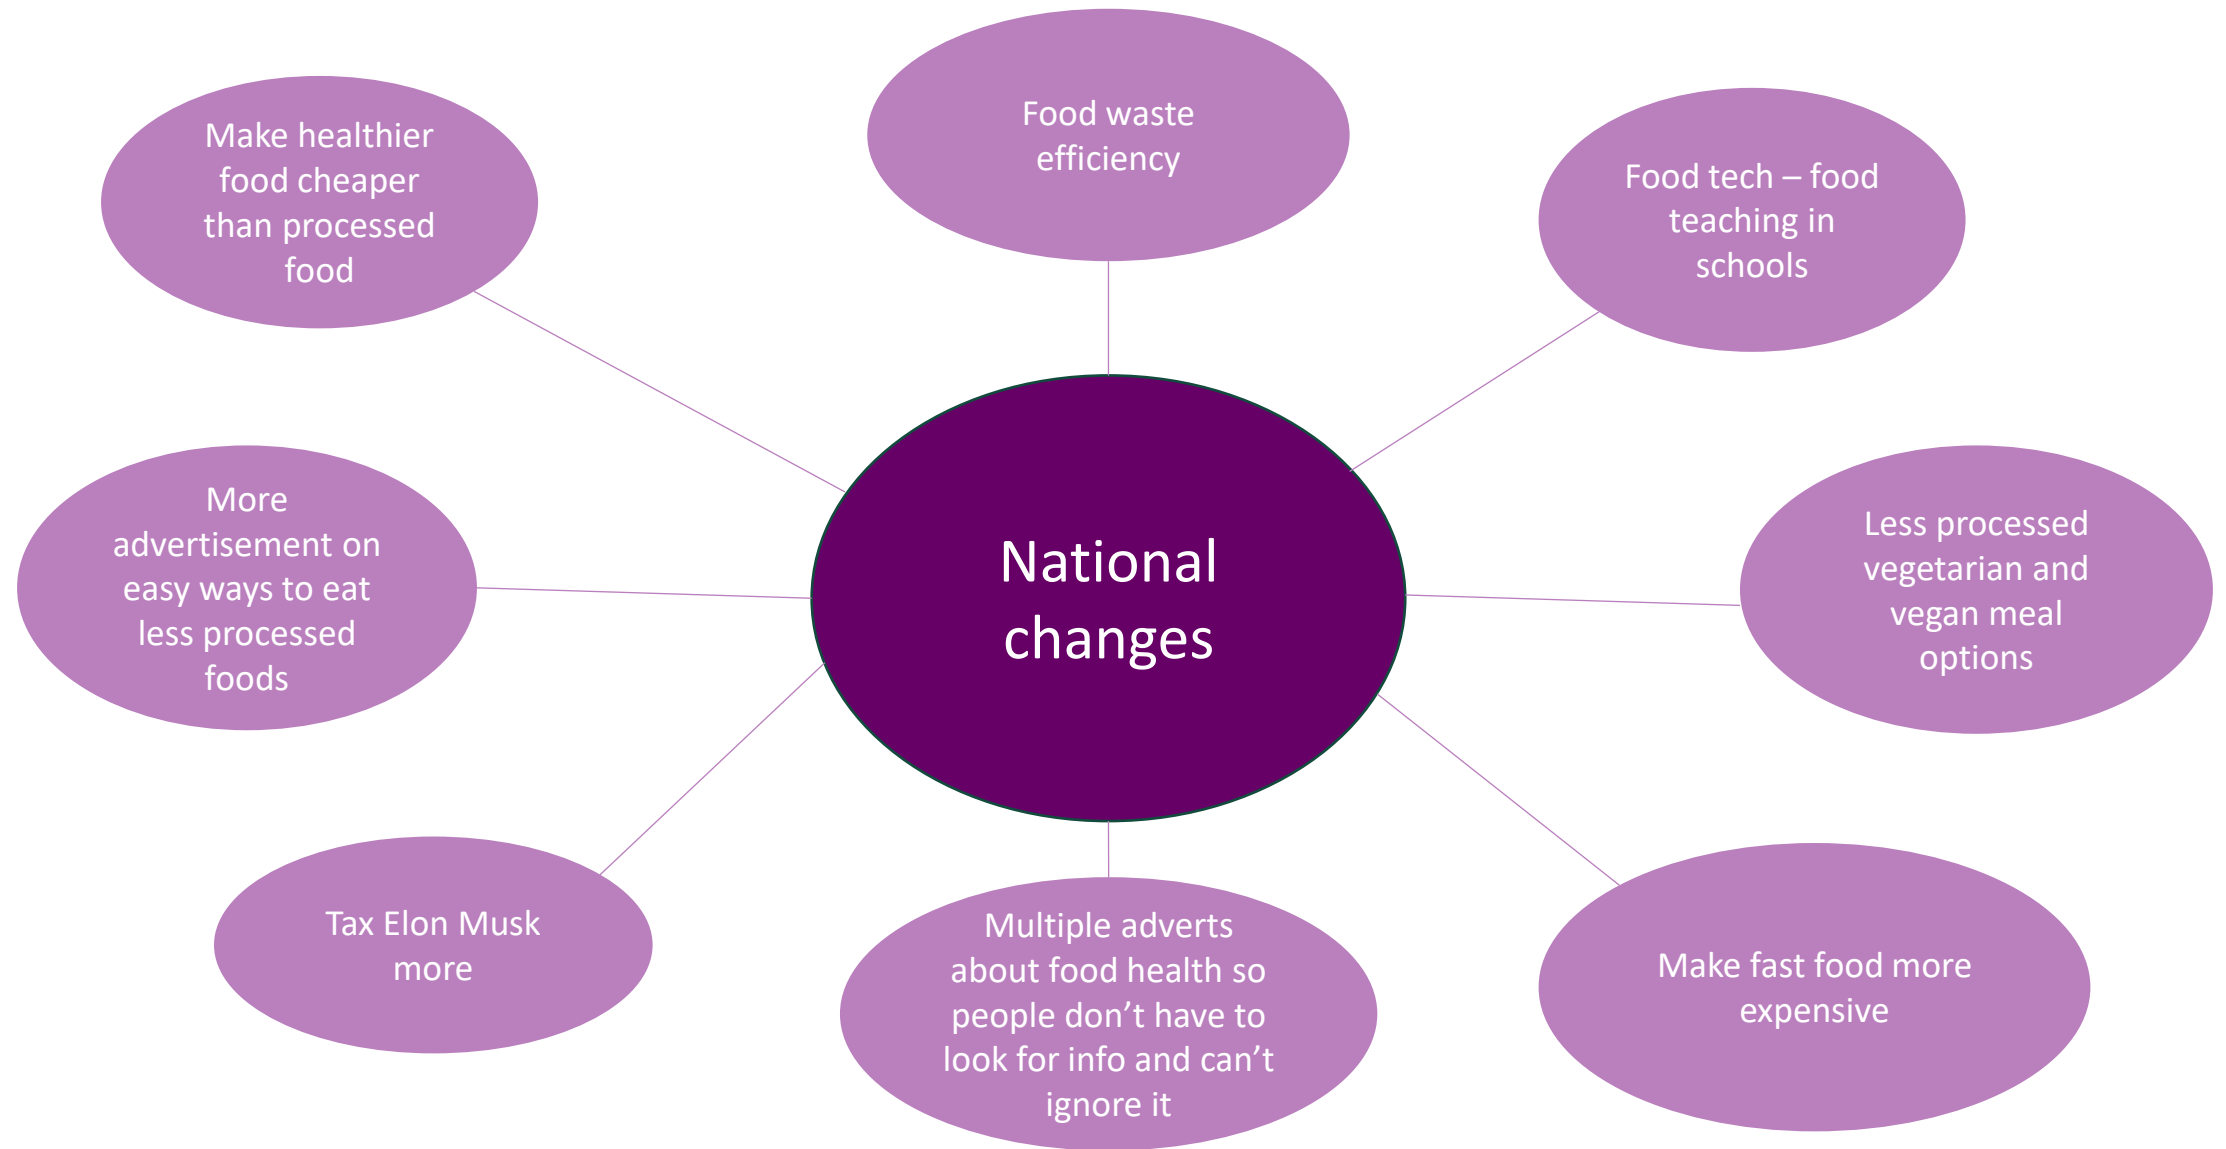 Food waste
efficiency
Make healthier
food cheaper
than processed
food
Food tech – food
teaching in
schools
More
advertisement on
easy ways to eat
less processed
foods
National
changes
Less processed
vegetarian and
vegan meal
options
Tax Elon Musk
more
Multiple adverts
about food health so
people don’t have to
look for info and can’t
ignore it
Make fast food more
expensive